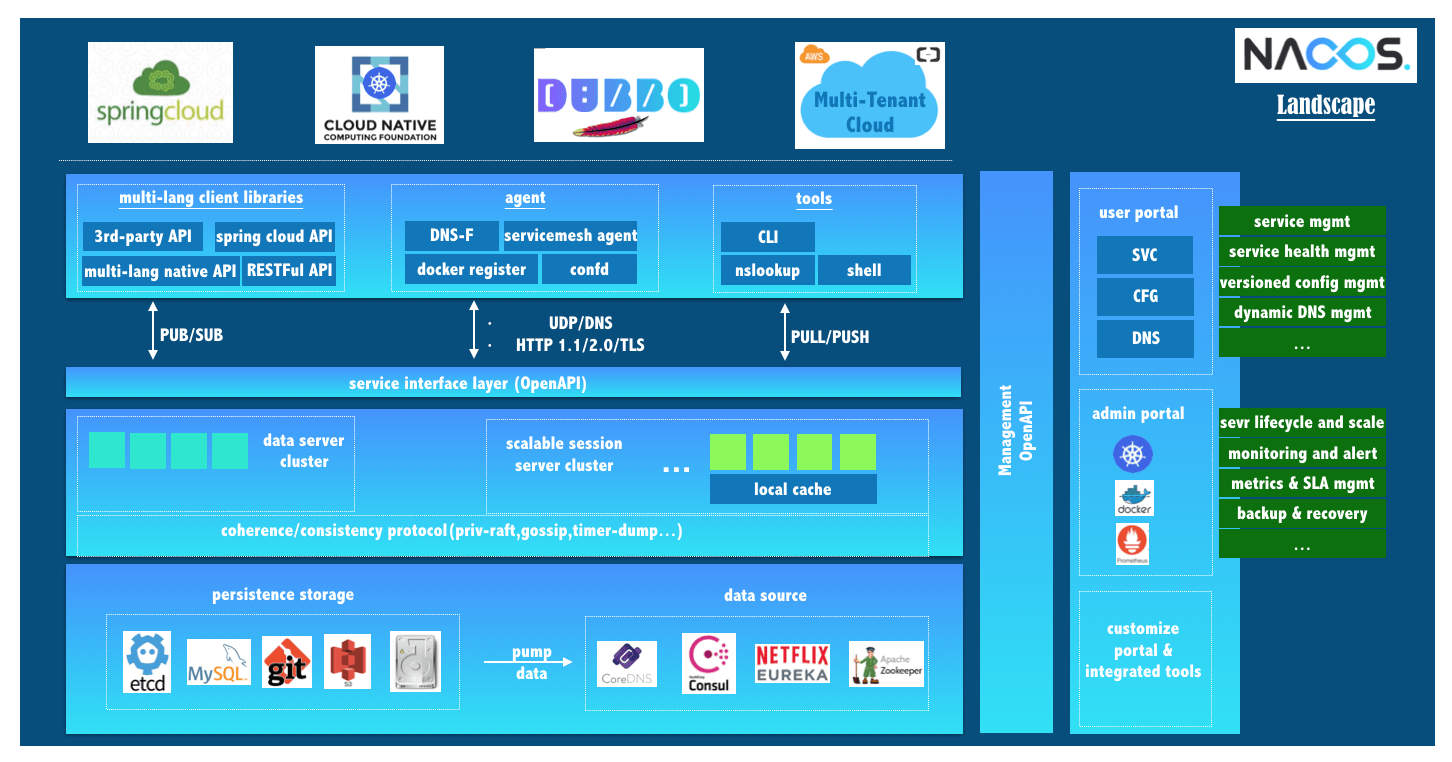 springcloud
CLOUD NATIVE
COMPUTING FOUNDATION
DUBBO
AWS
Multi-Tenant
Cloud
NACOS.
Landscape
multi-lang client libraries
3rd-party API
spring cloud API
multi-lang native API
RESTFul API
agent
DNS-F
servicemesh agent
docker register
confd
tools
CLI
nslookup
shell
PUB/SUB
· UDP/DNS
· HTTP 1.1/2.0/TLS
PULL/PUSH
service interface layer (OpenAPI)
data server
cluster
scalable session
server cluster
...
local cache
coherence/consistency protocol(priv-raft,gossip,timer-dump...)
persistence storage
etcd
MySQL.
git
S3
pump
data
data source
CoreDNS
HashiCorp
Consul
NETFLIX
EUREKA
Apache
Zookeeper
Management
OpenAPI
user portal
SVC
CFG
DNS
service mgmt
service health mgmt
versioned config mgmt
dynamic DNS mgmt
...
admin portal
docker
Prometheus
sevr lifecycle and scale
monitoring and alert
metrics & SLA mgmt
backup & recovery
...
customize
portal &
integrated tools